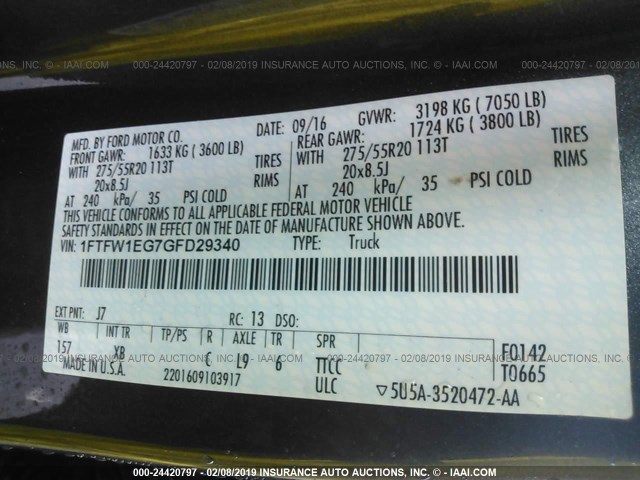 000-24420797 - 02/08/2019 INSURANCE AUTO AUCTIONS, INC. - © IAAI.COM
MFD. BY FORD MOTOR CO. DATE: 09/16 GVWR: 3198 KG ( 7050 LB)
FRONT GAWR: 1633 KG ( 3600 LB) REAR GAWR: 1724 KG ( 3800 LB)
WITH 275/55R20 113T TIRES WITH 275/55R20 113T TIRES
20x8.5J RIMS 20x8.5J RIMS
AT 240 kPa/ 35 PSI COLD AT 240 kPa/ 35 PSI COLD
THIS VEHICLE CONFORMS TO ALL APPLICABLE FEDERAL MOTOR VEHICLE
SAFETY STANDARDS IN EFFECT ON THE DATE OF MANUFACTURE SHOWN ABOVE.
VIN: 1FTFW1EG7GFD29340 TYPE: Truck
EXT PNT: J7 RC: 13 DSO:
WB INT TR TP/PS R AXLE TR SPR
157 XB C L9 6 TTCC F0142
MADE IN U.S.A. 2201609103917 ULC T0665
▽5U5A-3520472-AA
000-24420797 - 02/08/2019 INSURANCE AUTO AUCTIONS, INC. - © IAAI.COM